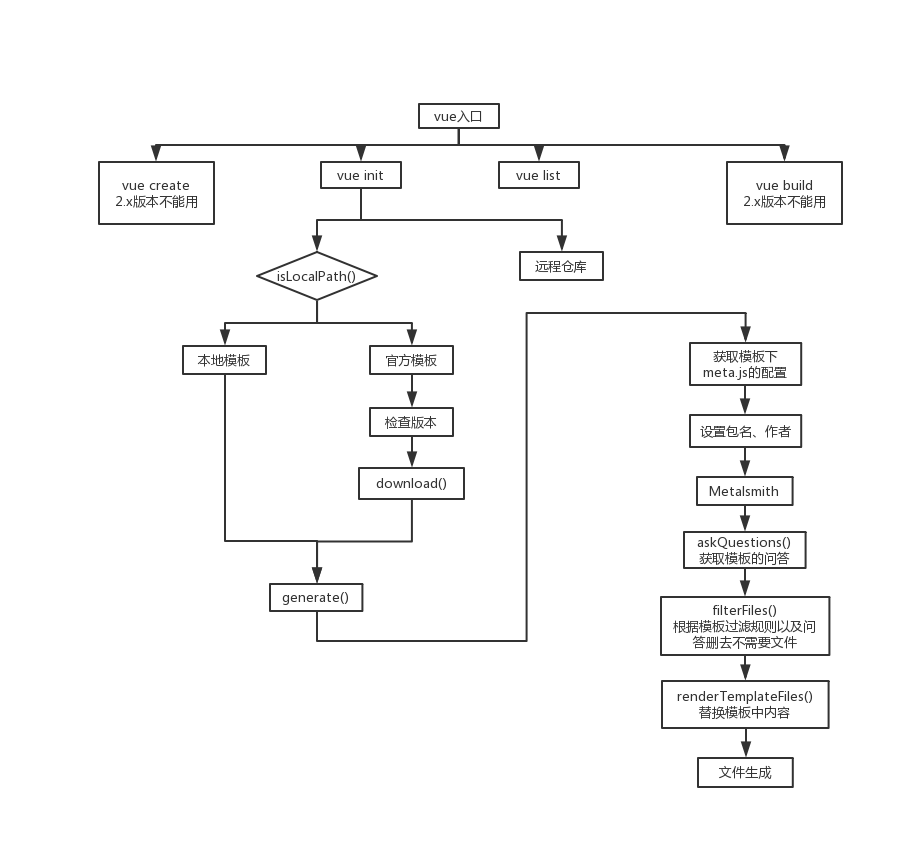 vue入口
vue create
2.x版本不能用
vue init
vue list
vue build
2.x版本不能用
isLocalPath()
远程仓库
本地模板
官方模板
检查版本
download()
generate()
获取模板下
meta.js的配置
设置包名、作者
Metalsmith
askQuestions()
获取模板的问答
filterFiles()
根据模板过滤规则以及问
答删去不需要文件
renderTemplateFiles()
替换模板中内容
文件生成